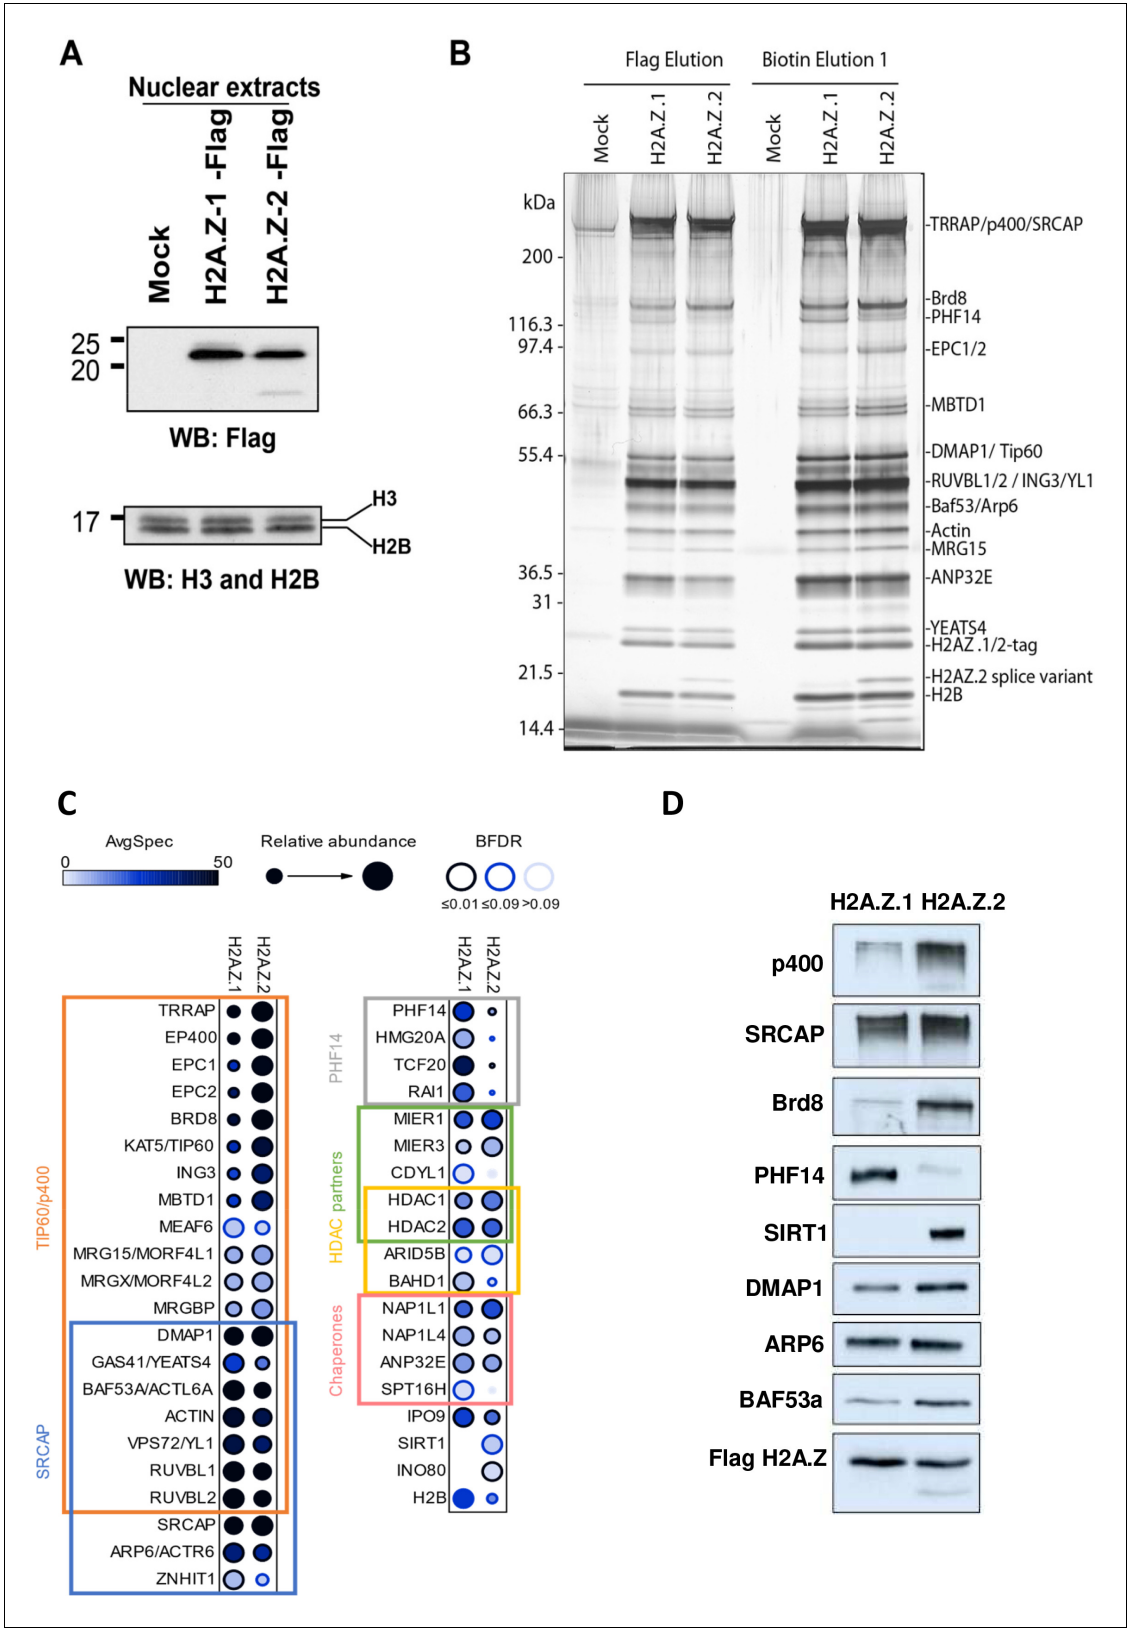 A
Nuclear extracts
Mock
H2A.Z-1 -Flag
H2A.Z-2 -Flag
25
20
WB: Flag
17
H3
H2B
WB: H3 and H2B
B
Flag Elution
Biotin Elution 1
Mock
H2A.Z .1
H2A.Z .2
Mock
H2A.Z .1
H2A.Z .2
kDa
200
116.3
97.4
66.3
55.4
36.5
31
21.5
14.4
-TRRAP/p400/SRCAP
-Brd8
-PHF14
-EPC1/2
-MBTD1
-DMAP1/ Tip60
-RUVBL1/2 / ING3/YL1
-Baf53/Arp6
-Actin
-MRG15
-ANP32E
-YEATS4
-H2AZ .1/2-tag
-H2AZ.2 splice variant
-H2B
C
AvgSpec
0 50
Relative abundance
BFDR
≤0.01 ≤0.09 >0.09
H2A.Z.1
H2A.Z.2
TIP60/p400
SRCAP
TRRAP
EP400
EPC1
EPC2
BRD8
KAT5/TIP60
ING3
MBTD1
MEAF6
MRG15/MORF4L1
MRGX/MORF4L2
MRGBP
DMAP1
GAS41/YEATS4
BAF53A/ACTL6A
ACTIN
VPS72/YL1
RUVBL1
RUVBL2
SRCAP
ARP6/ACTR6
ZNHIT1
H2A.Z.1
H2A.Z.2
PHF14
HDAC partners
Chaperones
PHF14
HMG20A
TCF20
RAI1
MIER1
MIER3
CDYL1
HDAC1
HDAC2
ARID5B
BAHD1
NAP1L1
NAP1L4
ANP32E
SPT16H
IPO9
SIRT1
INO80
H2B
D
H2A.Z.1 H2A.Z.2
p400
SRCAP
Brd8
PHF14
SIRT1
DMAP1
ARP6
BAF53a
Flag H2A.Z